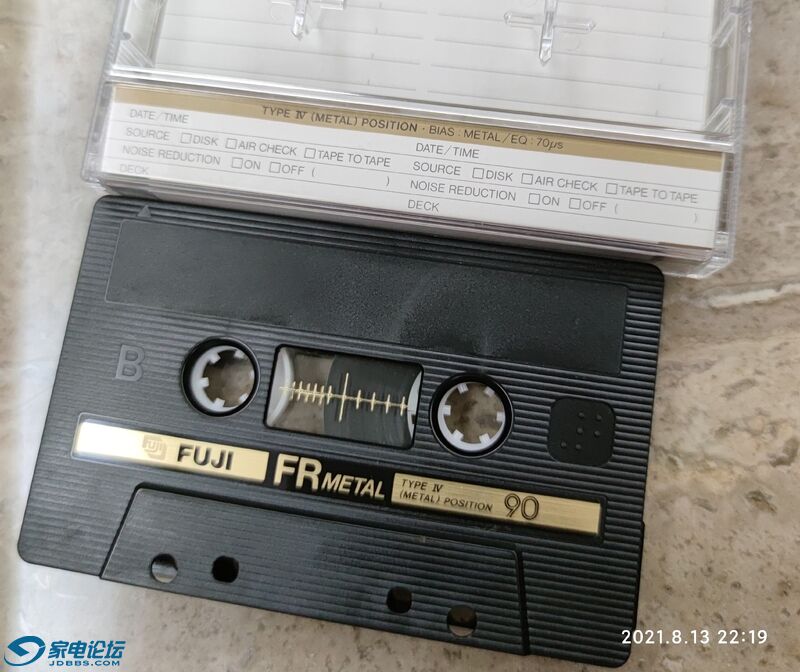 TYPE Ⅳ (METAL) POSITION · BIAS : METAL / EQ : 70µs
DATE/TIME
SOURCE □DISK □AIR CHECK □TAPE TO TAPE
NOISE REDUCTION □ON □OFF ( )
DECK
DATE/TIME
SOURCE □DISK □AIR CHECK □TAPE TO TAPE
NOISE REDUCTION □ON □OFF ( )
DECK
B
FUJI FUJI
FR METAL
TYPE Ⅳ
(METAL) POSITION
90
2021.8.13 22:19
家电论坛
JDBBS.COM